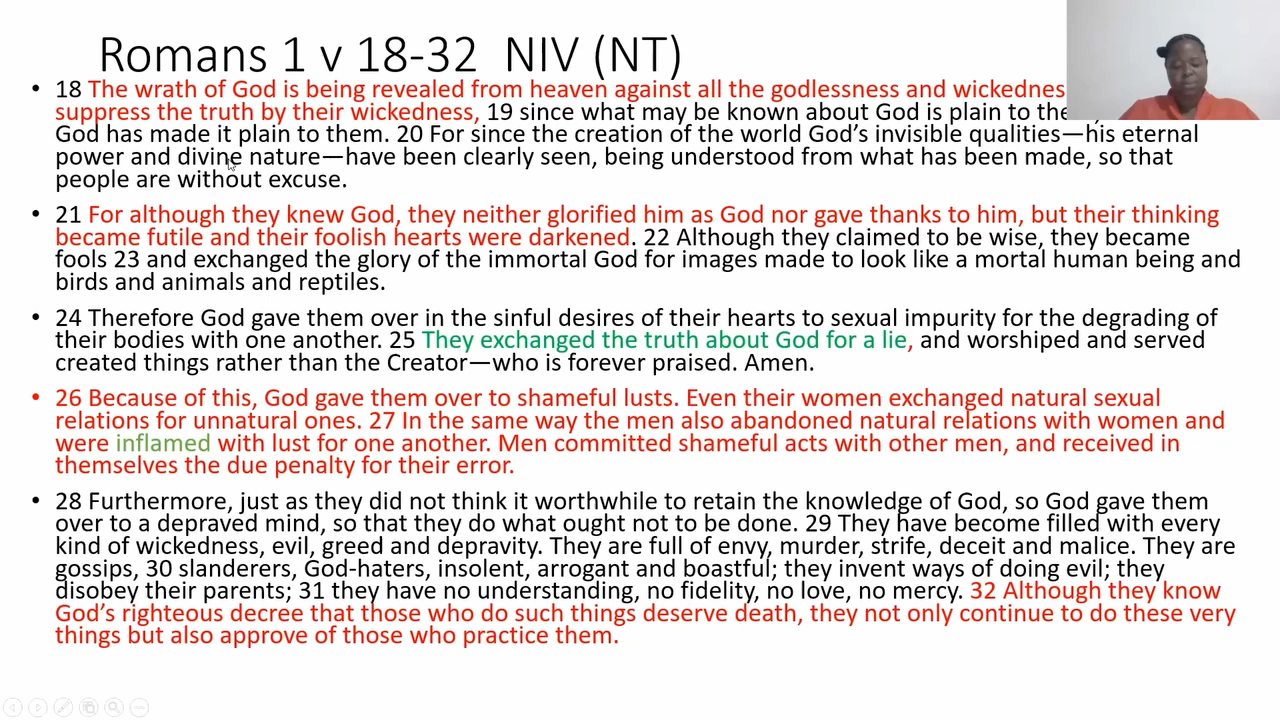 Romans 1 v 18-32 NIV (NT)
• 18 The wrath of God is being revealed from heaven against all the godlessness and wickednes
suppress the truth by their wickedness, 19 since what may be known about God is plain to the
God has made it plain to them. 20 For since the creation of the world God’s invisible qualities—his eternal
power and divine nature—have been clearly seen, being understood from what has been made, so that
people are without excuse.
• 21 For although they knew God, they neither glorified him as God nor gave thanks to him, but their thinking
became futile and their foolish hearts were darkened. 22 Although they claimed to be wise, they became
fools 23 and exchanged the glory of the immortal God for images made to look like a mortal human being and
birds and animals and reptiles.
• 24 Therefore God gave them over in the sinful desires of their hearts to sexual impurity for the degrading of
their bodies with one another. 25 They exchanged the truth about God for a lie, and worshiped and served
created things rather than the Creator—who is forever praised. Amen.
• 26 Because of this, God gave them over to shameful lusts. Even their women exchanged natural sexual
relations for unnatural ones. 27 In the same way the men also abandoned natural relations with women and
were inflamed with lust for one another. Men committed shameful acts with other men, and received in
themselves the due penalty for their error.
• 28 Furthermore, just as they did not think it worthwhile to retain the knowledge of God, so God gave them
over to a depraved mind, so that they do what ought not to be done. 29 They have become filled with every
kind of wickedness, evil, greed and depravity. They are full of envy, murder, strife, deceit and malice. They are
gossips, 30 slanderers, God-haters, insolent, arrogant and boastful; they invent ways of doing evil; they
disobey their parents; 31 they have no understanding, no fidelity, no love, no mercy. 32 Although they know
God’s righteous decree that those who do such things deserve death, they not only continue to do these very
things but also approve of those who practice them.